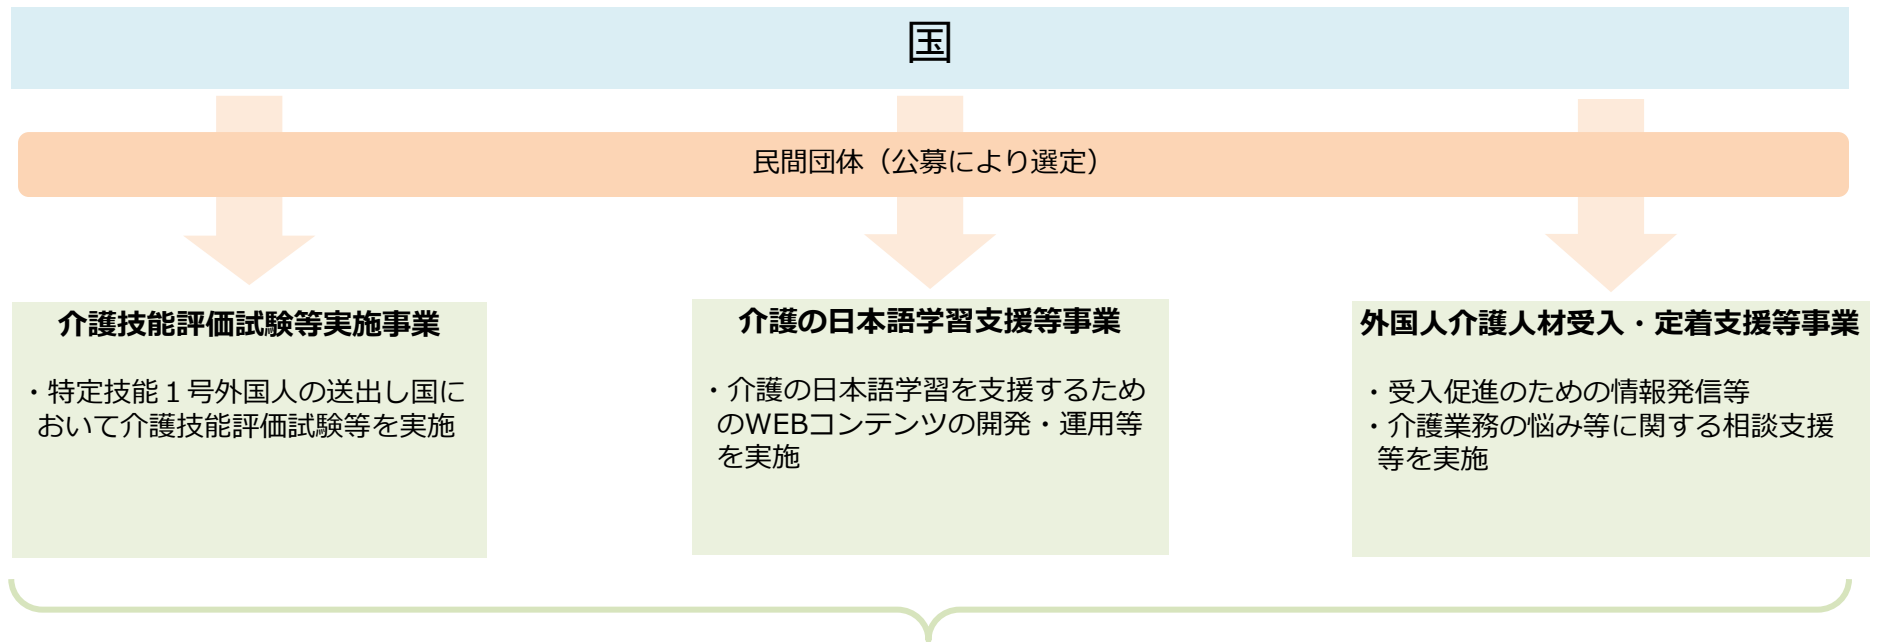 国
民間団体（公募により選定）
介護技能評価試験等実施事業
・特定技能１号外国人の送出し国に
おいて介護技能評価試験等を実施
介護の日本語学習支援等事業
・介護の日本語学習を支援するため
のWEBコンテンツの開発・運用等
を実施
外国人介護人材受入・定着支援等事業
・受入促進のための情報発信等
・介護業務の悩み等に関する相談支援
等を実施